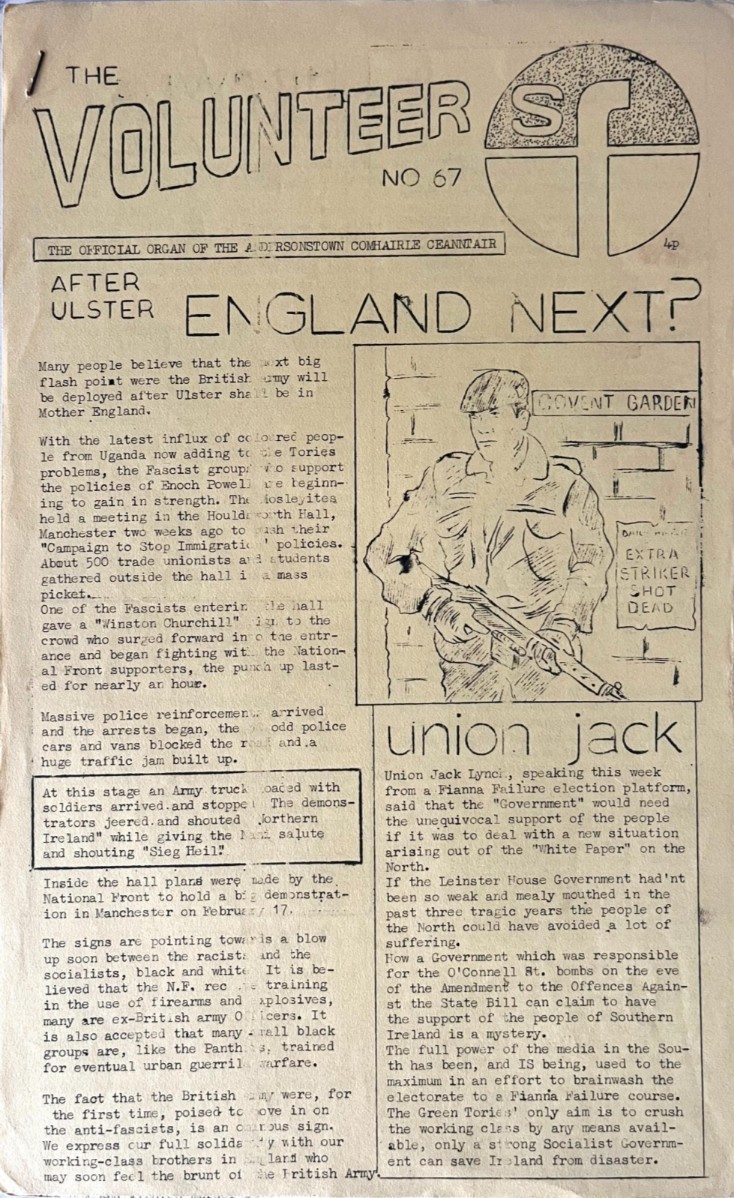 THE
VOLUNTEER
NO 67
sf
4p
THE OFFICIAL ORGAN OF THE ANDERSONSTOWN COMHAIRLE CEANNTAIR
AFTER
ULSTER
ENGLAND NEXT?
Many people believe that the next big
flash point were the British army will
be deployed after Ulster shall be in
Mother England.
With the latest influx of coloured peop-
le from Uganda now adding to the Tories
problems, the Fascist groups who support
the policies of Enoch Powell are beginn-
ing to gain in strength. The Mosleyitea
held a meeting in the Houldsworth Hall,
Manchester two weeks ago to push their
"Campaign to Stop Immigration" policies.
About 500 trade unionists and students
gathered outside the hall in a mass
picket.
One of the Fascists entering the hall
gave a "Winston Churchill" sign to the
crowd who surged forward into the entr-
ance and began fighting with the Nation-
al Front supporters, the punch up last-
ed for nearly an hour.
Massive police reinforcements arrived
and the arrests began, the odd police
cars and vans blocked the road and a
huge traffic jam built up.
At this stage an Army truck loaded with
soldiers arrived.and stopped The demons-
trators jeered.and shouted "Northern
Ireland" while giving the Nazi salute
and shouting "Sieg Heil"
Inside the hall plans were made by the
National Front to hold a big demonstrat-
ion in Manchester on February 17.
The signs are pointing towards a blow
up soon between the racists and the
socialists, black and white. It is be-
lieved that the N.F. rec training
in the use of firearms and explosives,
many are ex-British army Officers. It
is also accepted that many small black
groups are, like the Panthers, trained
for eventual urban guerrilla warfare.
The fact that the British army were, for
the first time, poised to move in on
the anti-fascists, is an ominous sign.
We express our full solidarity with our
working-class brothers in England who
may soon feel the brunt of the British Army.
COVENT GARDEN
DAILY
EXTRA
STRIKER
SHOT
DEAD
union jack
Union Jack Lynch, speaking this week
from a Fianna Failure election platform,
said that the "Government" would need
the unequivocal support of the people
if it was to deal with a new situation
arising out of the "White Paper" on the
North.
If the Leinster House Government had'nt
been so weak and mealy mouthed in the
past three tragic years the people of
the North could have avoided a lot of
suffering.
How a Government which was responsible
for the O'Connell St. bombs on the eve
of the Amendment to the Offences Again-
st the State Bill can claim to have
the support of the people of Southern
Ireland is a mystery.
The full power of the media in the Sou-
th has been, and IS being, used to the
maximum in an effort to brainwash the
electorate to a Fianna Failure course.
The Green Tories' only aim is to crush
the working class by any means avail-
able, only a strong Socialist Governm-
ent can save Ireland from disaster.